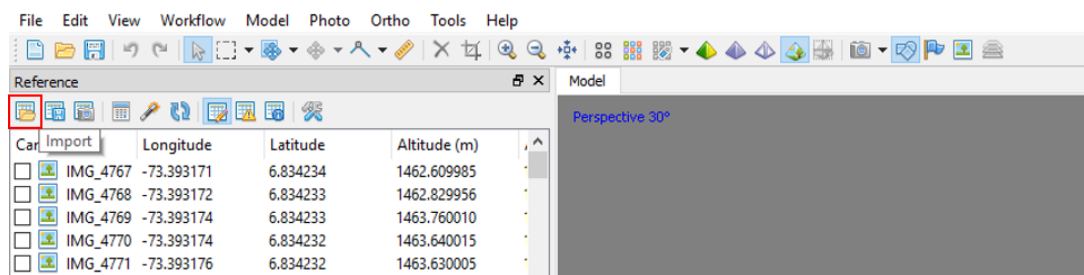 File Edit View Workflow Model Photo Ortho Tools Help
Reference
Model
Perspective 30°
Import
Longitude Latitude Altitude (m)
IMG_4767 -73.393171 6.834234 1462.609985
IMG_4768 -73.393172 6.834233 1462.829956
IMG_4769 -73.393174 6.834233 1463.760010
IMG_4770 -73.393174 6.834232 1463.640015
IMG_4771 -73.393176 6.834232 1463.630005